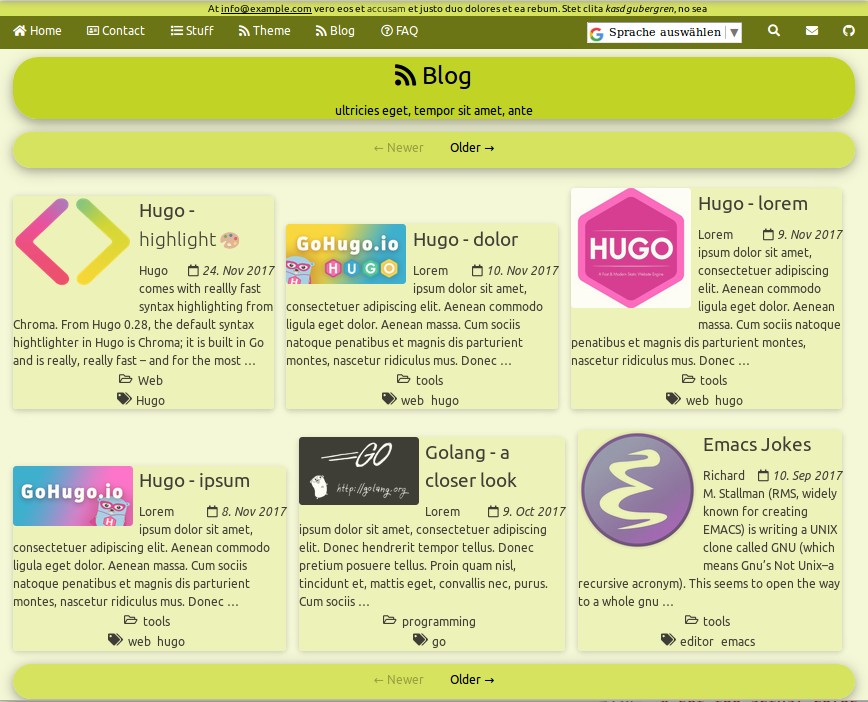 At info@example.com vero eos et accusam et justo duo dolores et ea rebum. Stet clita kasd gubergren, no sea
Home Contact Stuff Theme Blog FAQ Sprache auswählen ▼
Blog
ultricies eget, tempor sit amet, ante
← Newer Older →
Hugo -
highlight 🎨
Hugo 24. Nov 2017
comes with reallly fast
syntax highlighting from
Chroma. From Hugo 0.28, the default syntax
hightlighter in Hugo is Chroma; it is built in Go
and is really, really fast – and for the most …
Web
Hugo
GoHugo.io
HUGO
Hugo - dolor
Lorem 10. Nov 2017
ipsum dolor sit amet,
consectetuer adipiscing elit. Aenean commodo
ligula eget dolor. Aenean massa. Cum sociis
natoque penatibus et magnis dis parturient
montes, nascetur ridiculus mus. Donec …
tools
web hugo
HUGO
Hugo - lorem
Lorem 9. Nov 2017
ipsum dolor sit amet,
consectetuer adipiscing
elit. Aenean commodo
ligula eget dolor. Aenean
massa. Cum sociis natoque
penatibus et magnis dis parturient montes,
nascetur ridiculus mus. Donec …
tools
web hugo
GoHugo.io
Hugo - ipsum
Lorem 8. Nov 2017
ipsum dolor sit amet,
consectetuer adipiscing elit. Aenean commodo
ligula eget dolor. Aenean massa. Cum sociis
natoque penatibus et magnis dis parturient
montes, nascetur ridiculus mus. Donec …
tools
web hugo
GO
http://golang.org
Golang - a
closer look
Lorem 9. Oct 2017
ipsum dolor sit amet, consectetuer adipiscing
elit. Donec hendrerit tempor tellus. Donec
pretium posuere tellus. Proin quam nisl,
tincidunt et, mattis eget, convallis nec, purus.
Cum sociis …
programming
go
Emacs Jokes
Richard 10. Sep 2017
M. Stallman (RMS, widely
known for creating
EMACS) is writing a UNIX
clone called GNU (which
means Gnu’s Not Unix–a
recursive acronym). This seems to open the way
to a whole gnu …
tools
editor emacs
← Newer Older →